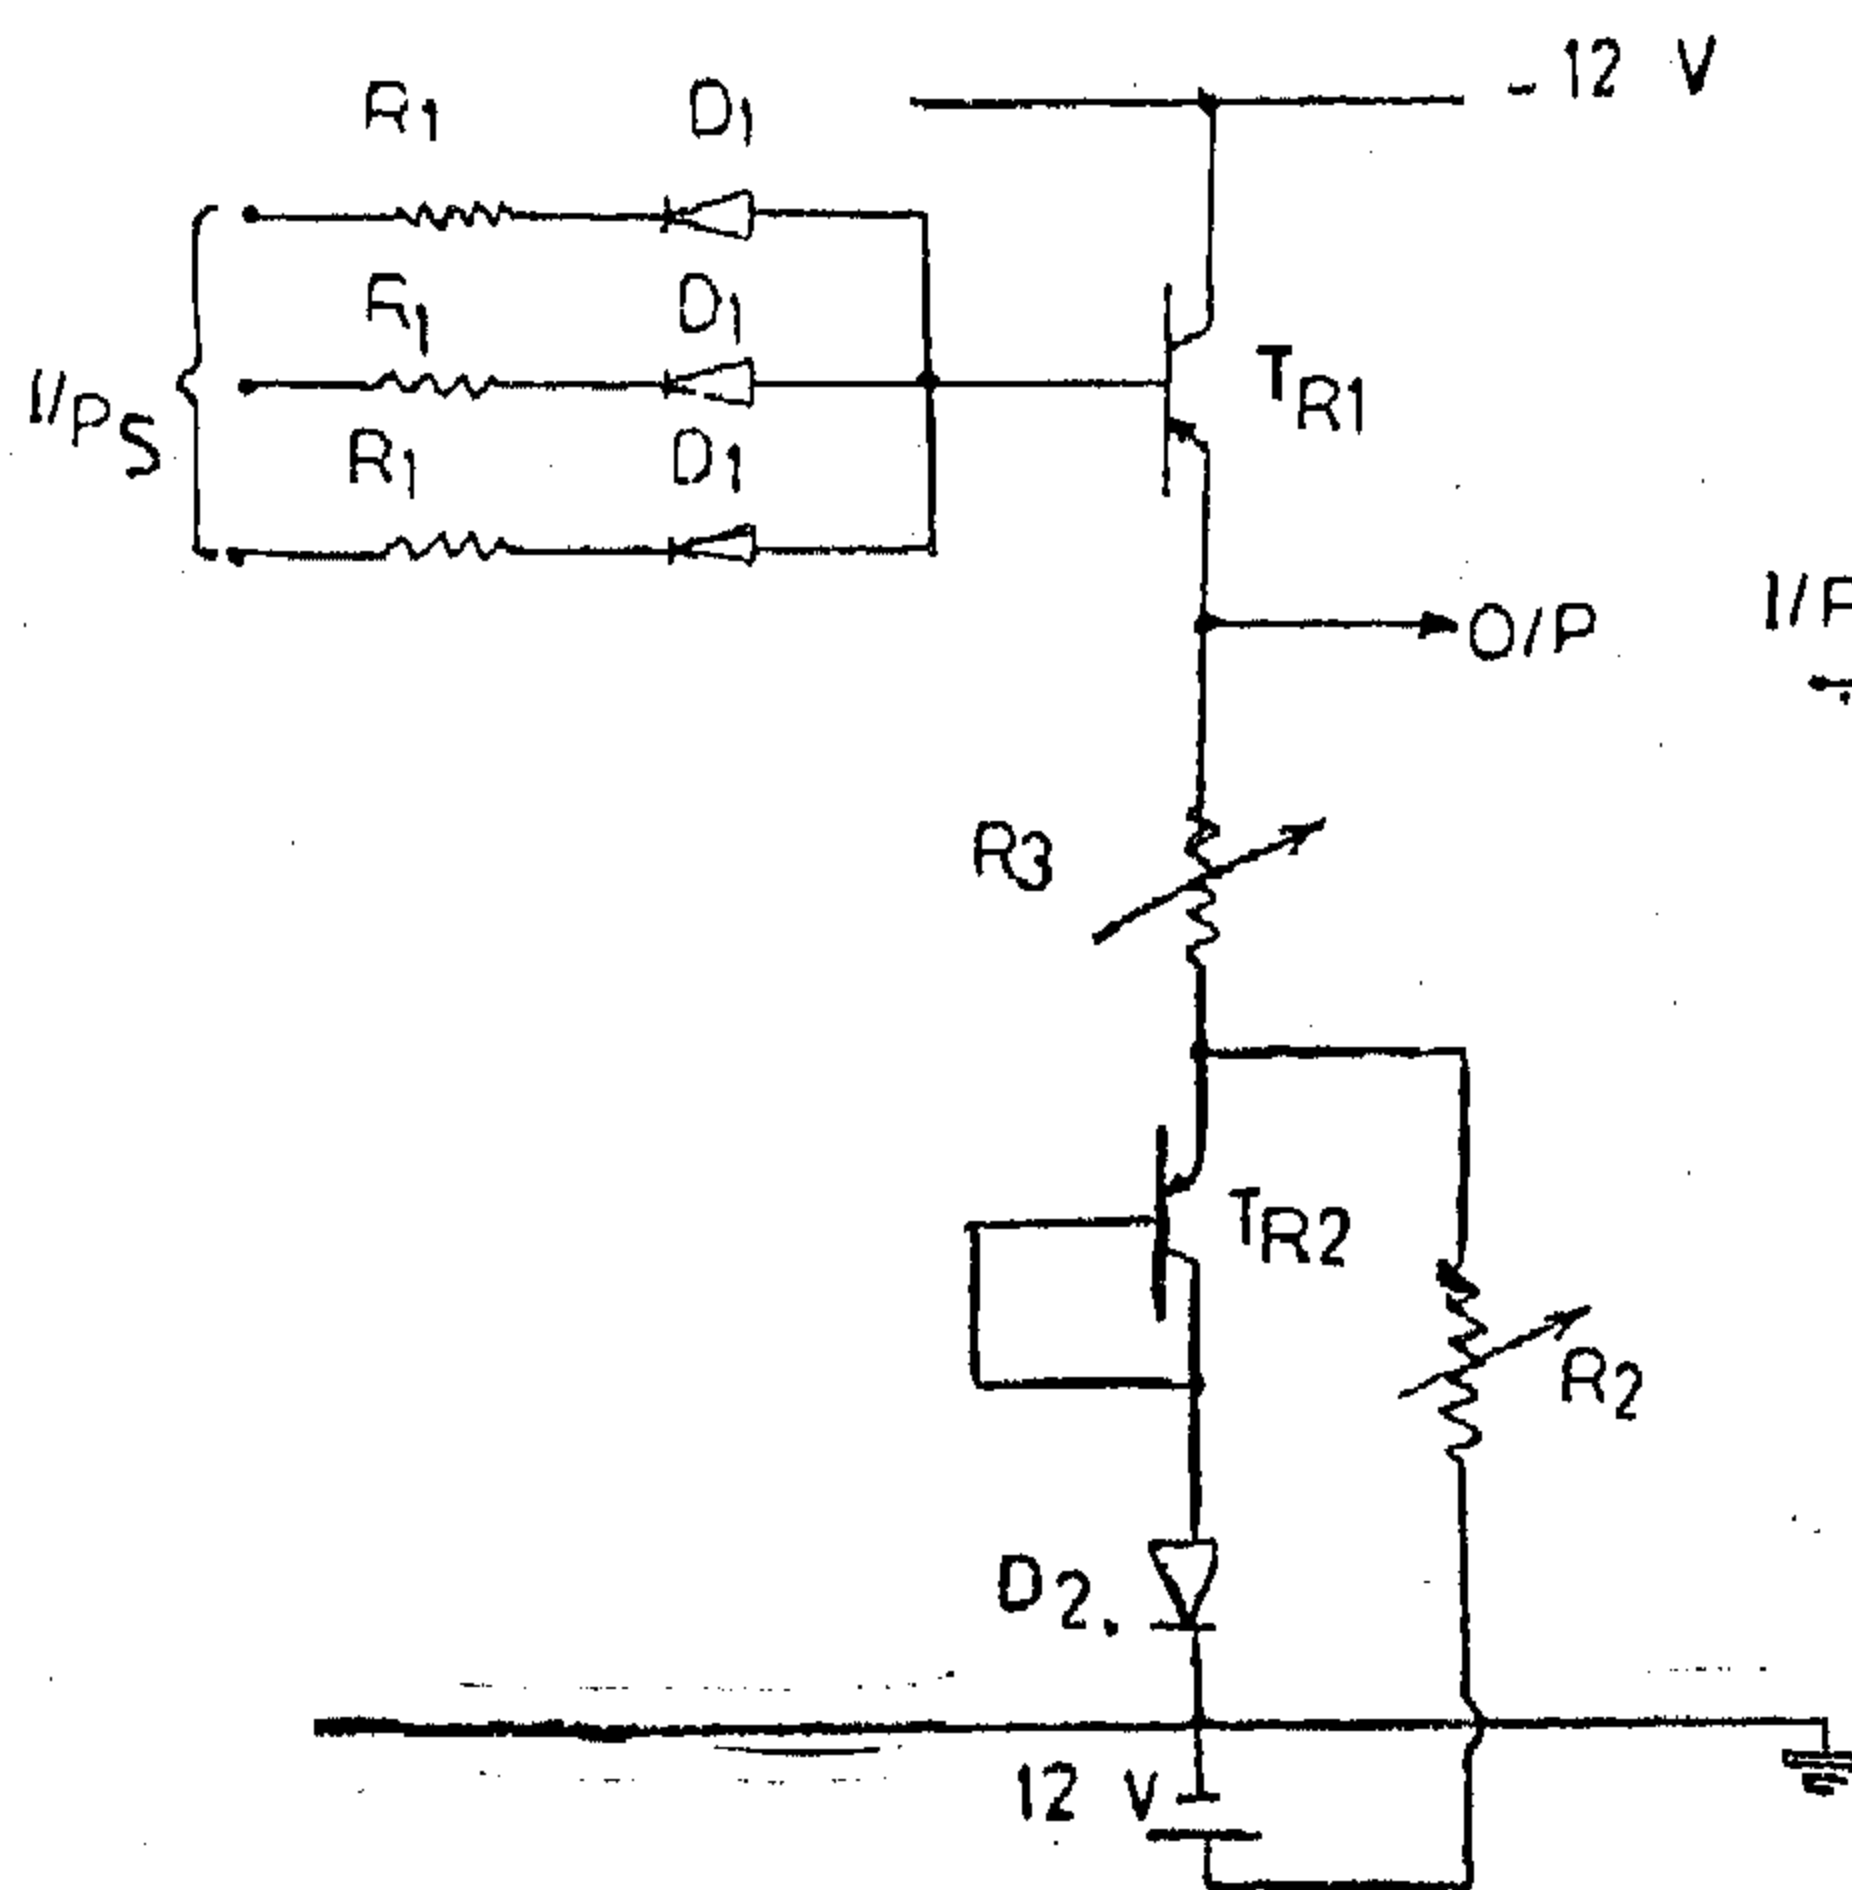 -12 V
R1 D1
R1 D1
I/PS
R1 D1
TR1
O/P
I/P
R3
TR2
R2
D2.
12 V